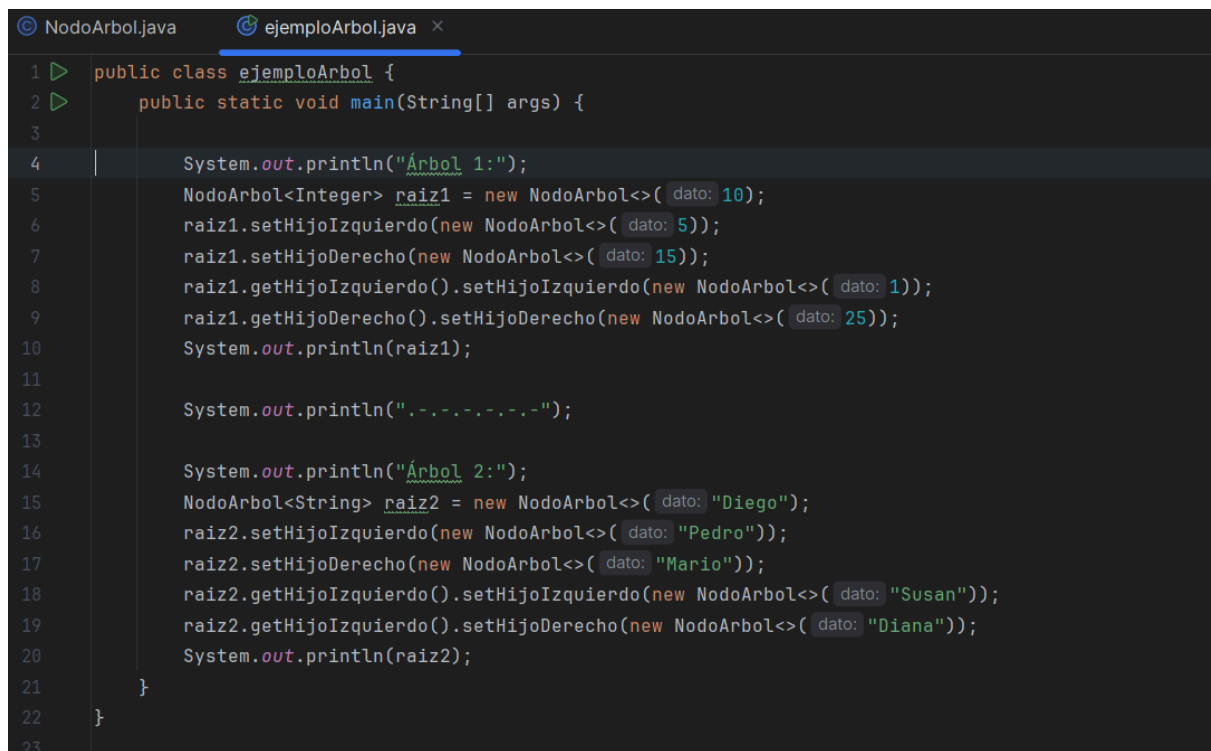 NodoArbol.java ejemploArbol.java ×
1 public class ejemploArbol {
2 public static void main(String[] args) {
3
4 System.out.println("Árbol 1:");
5 NodoArbol<Integer> raiz1 = new NodoArbol<>( dato: 10);
6 raiz1.setHijoIzquierdo(new NodoArbol<>( dato: 5));
7 raiz1.setHijoDerecho(new NodoArbol<>( dato: 15));
8 raiz1.getHijoIzquierdo().setHijoIzquierdo(new NodoArbol<>( dato: 1));
9 raiz1.getHijoDerecho().setHijoDerecho(new NodoArbol<>( dato: 25));
10 System.out.println(raiz1);
11
12 System.out.println(".-.-.-.-.-.-");
13
14 System.out.println("Árbol 2:");
15 NodoArbol<String> raiz2 = new NodoArbol<>( dato: "Diego");
16 raiz2.setHijoIzquierdo(new NodoArbol<>( dato: "Pedro"));
17 raiz2.setHijoDerecho(new NodoArbol<>( dato: "Mario"));
18 raiz2.getHijoIzquierdo().setHijoIzquierdo(new NodoArbol<>( dato: "Susan"));
19 raiz2.getHijoIzquierdo().setHijoDerecho(new NodoArbol<>( dato: "Diana"));
20 System.out.println(raiz2);
21 }
22 }
23